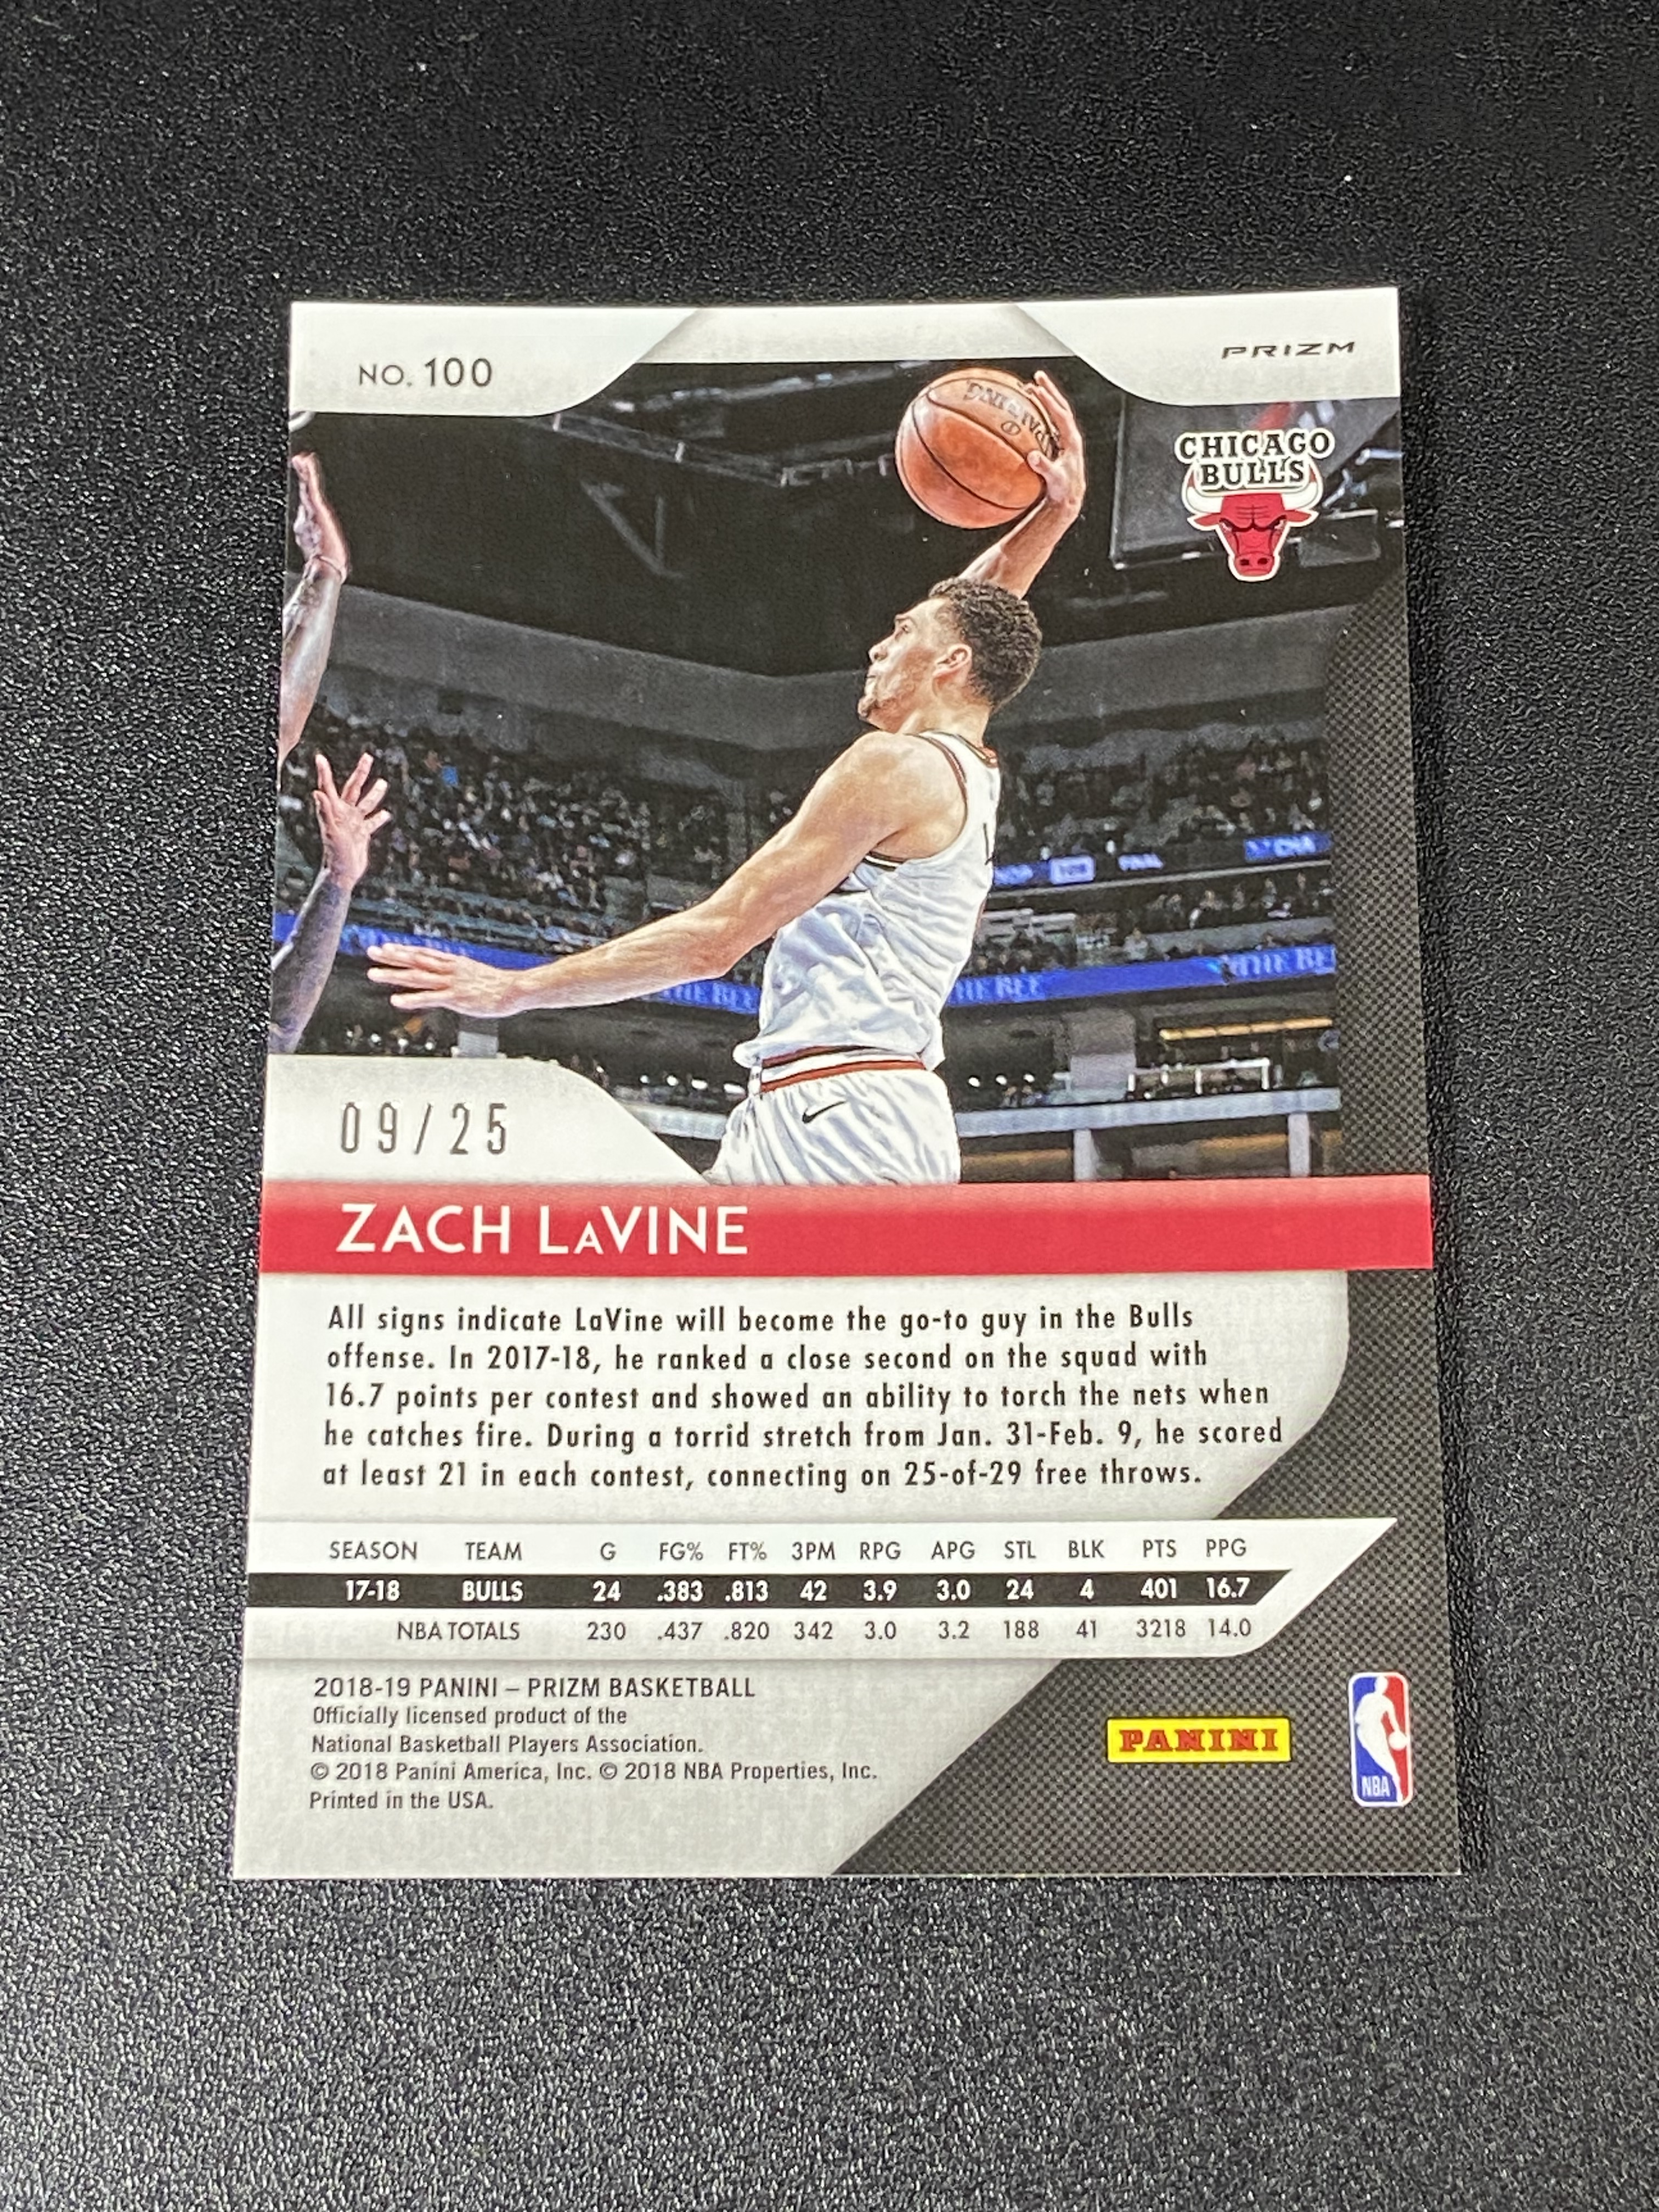 NO. 100
PRIZM
CHICAGO
BULLS
SPALDING
THE BEE
THE BEE
09/25
ZACH LaVINE
All signs indicate LaVine will become the go-to guy in the Bulls
offense. In 2017-18, he ranked a close second on the squad with
16.7 points per contest and showed an ability to torch the nets when
he catches fire. During a torrid stretch from Jan. 31-Feb. 9, he scored
at least 21 in each contest, connecting on 25-of-29 free throws.
SEASON TEAM G FG% FT% 3PM RPG APG STL BLK PTS PPG
17-18 BULLS 24 .383 .813 42 3.9 3.0 24 4 401 16.7
NBA TOTALS 230 .437 .820 342 3.0 3.2 188 41 3218 14.0
2018-19 PANINI – PRIZM BASKETBALL
Officially licensed product of the
National Basketball Players Association.
© 2018 Panini America, Inc. © 2018 NBA Properties, Inc.
Printed in the USA.
PANINI
NBA